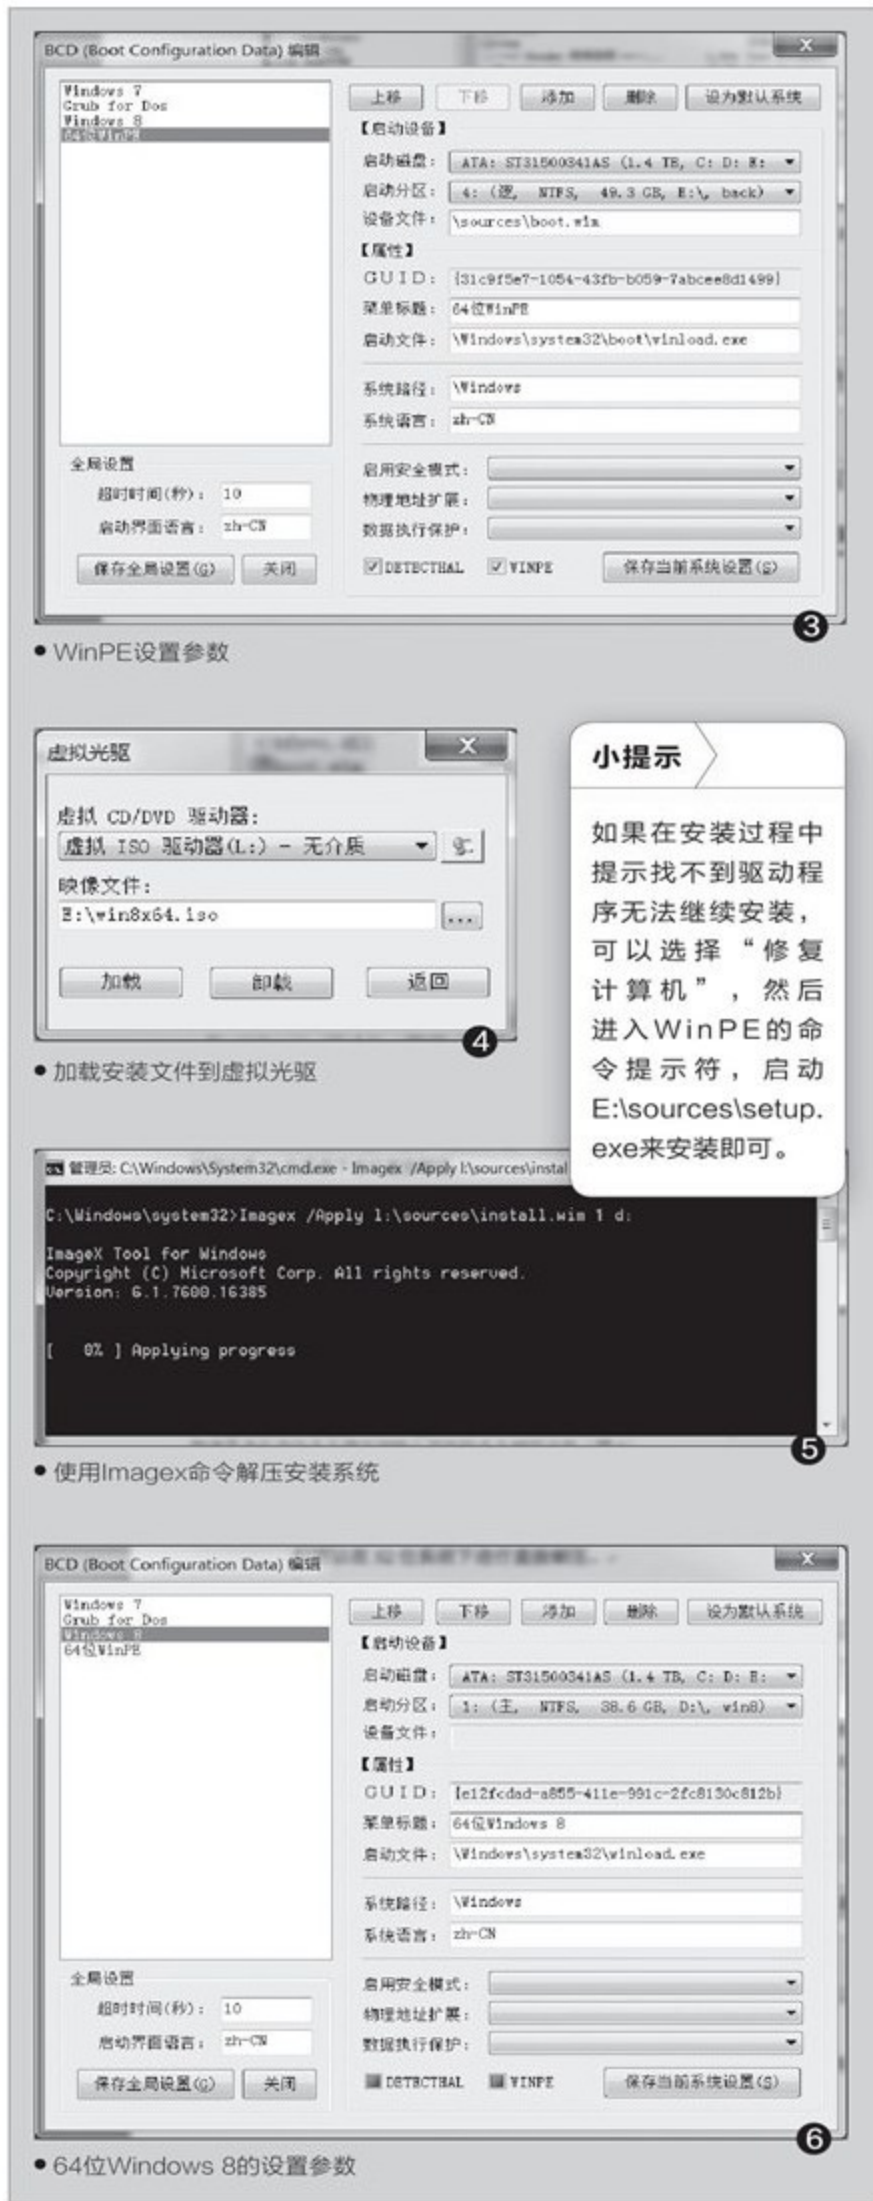 BCD (Boot Configuration Data) 编辑
Windows 7
Grub for Dos
Windows 8
64位WinPE
上移 下移 添加 删除 设为默认系统
【启动设备】
启动磁盘： ATA: ST31500341AS (1.4 TB, C: D: E:
启动分区： 4: (逻, NTFS, 49.3 GB, E:\, back)
设备文件： \sources\boot.wim
【属性】
GUID: {31c9f5e7-1054-43fb-b059-7abcee8d1499}
菜单标题： 64位WinPE
启动文件： \Windows\system32\boot\winload.exe
系统路径： \Windows
系统语言： zh-CN
全局设置
超时时间(秒)： 10
启动界面语言： zh-CN
保存全局设置(G) 关闭
启用安全模式：
物理地址扩展：
数据执行保护：
DETECTHAL WINPE 保存当前系统设置(S)
3
● WinPE设置参数
虚拟光驱
虚拟 CD/DVD 驱动器：
虚拟 ISO 驱动器(L:) - 无介质
映像文件：
E:\win8x64.iso
...
加载 卸载 返回
4
● 加载安装文件到虚拟光驱
小提示
如果在安装过程中
提示找不到驱动程
序无法继续安装，
可以选择“修复
计算机”，然后
进入WinPE的命
令提示符，启动
E:\sources\setup.
exe来安装即可。
管理员: C:\Windows\System32\cmd.exe - Imagex /Apply l:\sources\instal
C:\Windows\system32>Imagex /Apply l:\sources\install.wim 1 d:
ImageX Tool for Windows
Copyright (C) Microsoft Corp. All rights reserved.
Version: 6.1.7600.16385
[ 0% ] Applying progress
5
● 使用Imagex命令解压安装系统
BCD (Boot Configuration Data) 编辑
Windows 7
Grub for Dos
Windows 8
64位WinPE
上移 下移 添加 删除 设为默认系统
【启动设备】
启动磁盘： ATA: ST31500341AS (1.4 TB, C: D: E:
启动分区： 1: (主, NTFS, 38.6 GB, D:\, win8)
设备文件：
【属性】
GUID: {e12fcdad-a855-411e-991c-2fc8130c812b}
菜单标题： 64位Windows 8
启动文件： \Windows\system32\winload.exe
系统路径： \Windows
系统语言： zh-CN
全局设置
超时时间(秒)： 10
启动界面语言： zh-CN
保存全局设置(G) 关闭
启用安全模式：
物理地址扩展：
数据执行保护：
DETECTHAL WINPE 保存当前系统设置(S)
6
● 64位Windows 8的设置参数